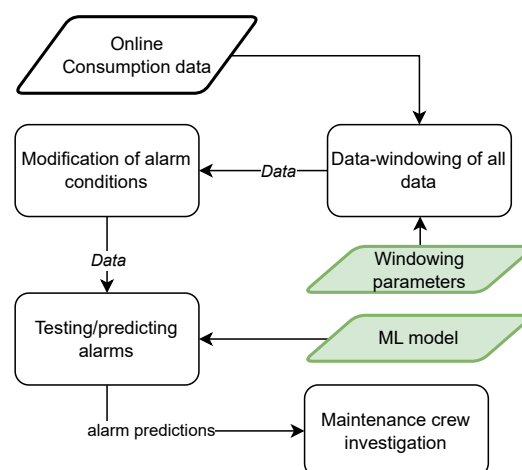 Online
Consumption data
Modification of alarm
conditions
Data
Data-windowing of all
data
Data
Windowing
parameters
Testing/predicting
alarms
ML model
alarm predictions
Maintenance crew
investigation